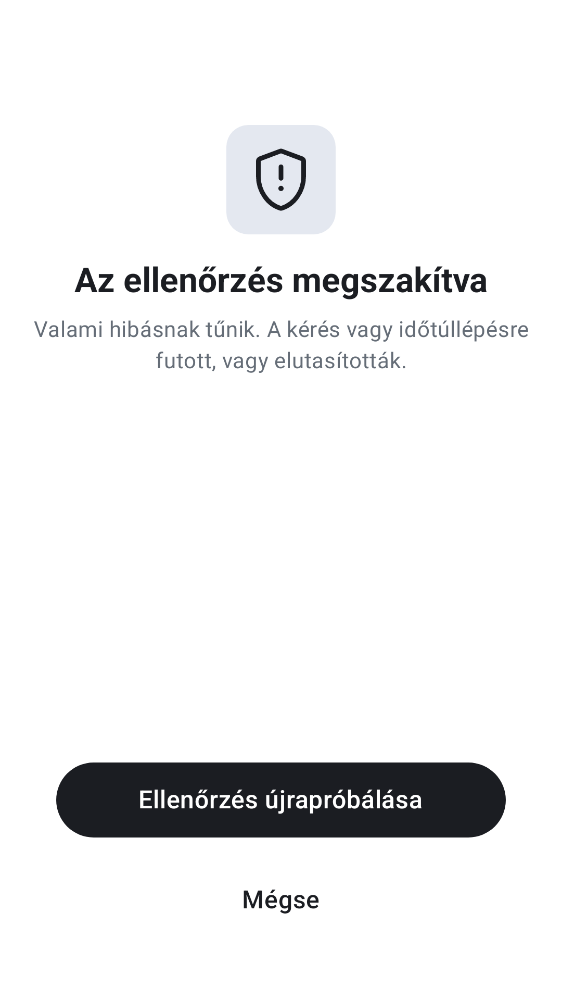 Az ellenőrzés megszakítva
Valami hibásnak tűnik. A kérés vagy időtúllépésre
futott, vagy elutasították.
Ellenőrzés újrapróbálása
Mégse